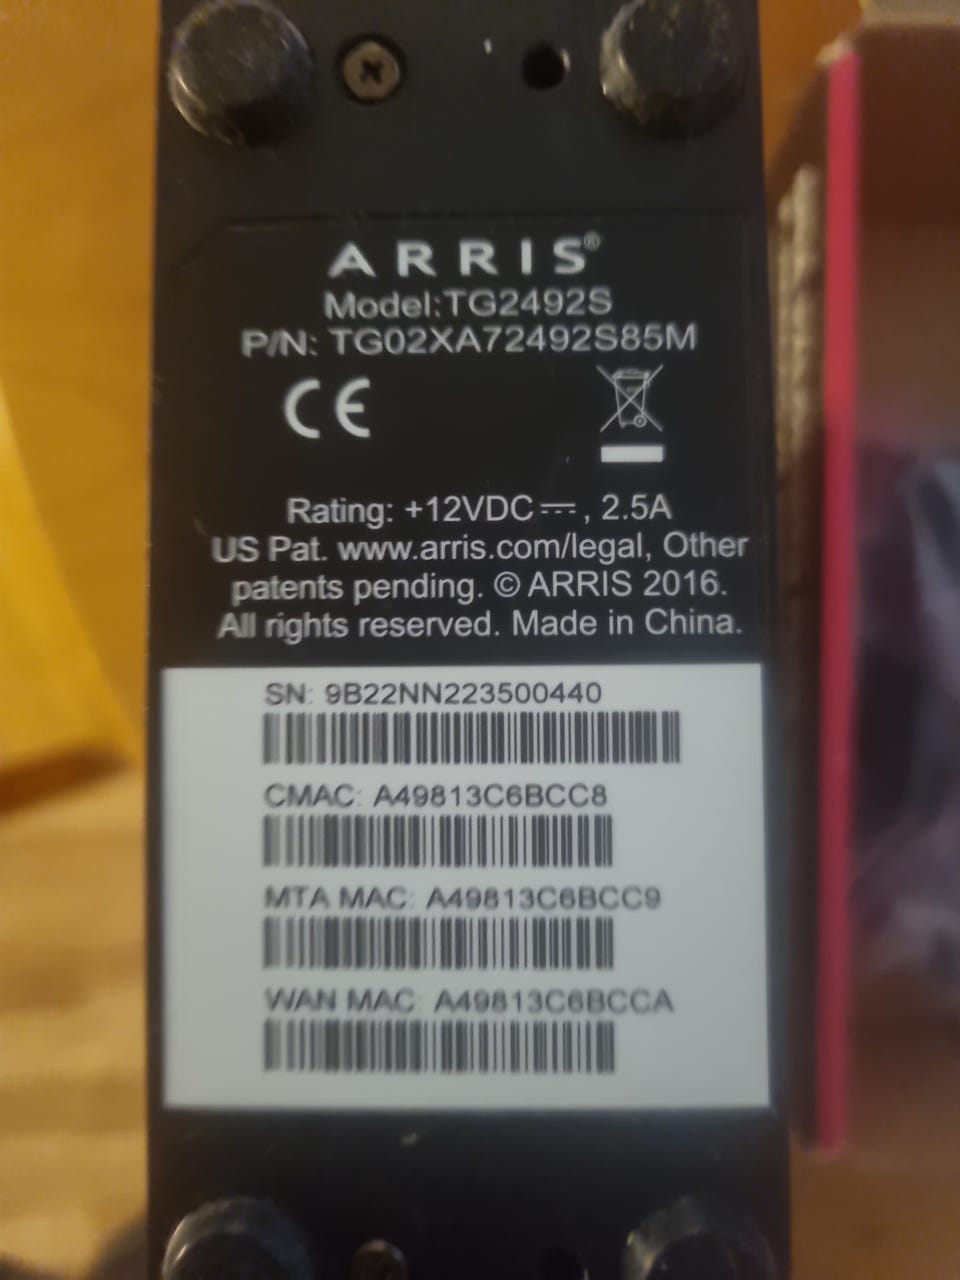 ARRIS®
Model:TG2492S
P/N: TG02XA72492S85M
CE
Rating: +12VDC⎓, 2.5A
US Pat. www.arris.com/legal, Other
patents pending. © ARRIS 2016.
All rights reserved. Made in China.
SN: 9B22NN223500440
CMAC: A49813C6BCC8
MTA MAC: A49813C6BCC9
WAN MAC: A49813C6BCCA